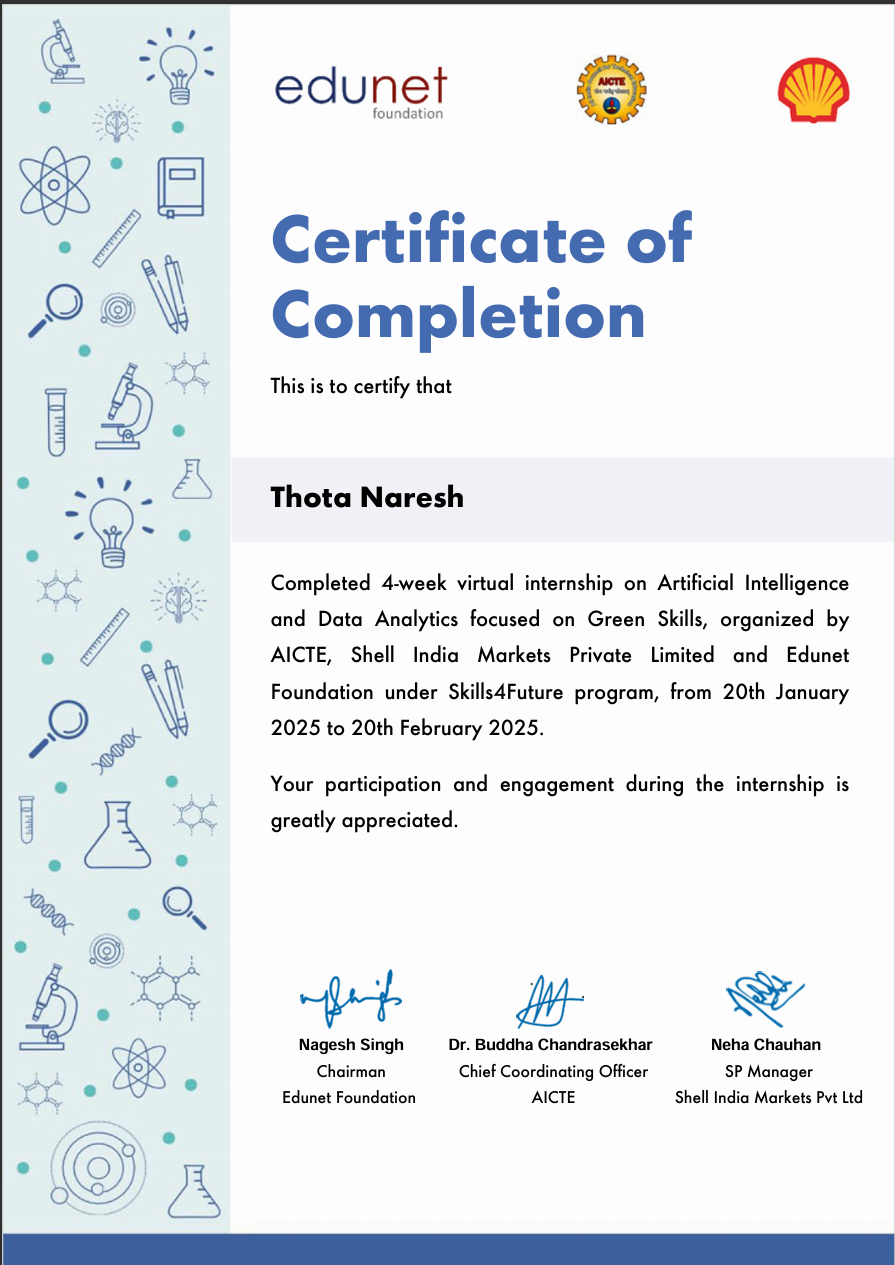 edunet
foundation
AICTE
Certificate of
Completion
This is to certify that
Thota Naresh
Completed 4-week virtual internship on Artificial Intelligence
and Data Analytics focused on Green Skills, organized by
AICTE, Shell India Markets Private Limited and Edunet
Foundation under Skills4Future program, from 20th January
2025 to 20th February 2025.
Your participation and engagement during the internship is
greatly appreciated.
Nagesh Singh
Chairman
Edunet Foundation
Dr. Buddha Chandrasekhar
Chief Coordinating Officer
AICTE
Neha Chauhan
SP Manager
Shell India Markets Pvt Ltd